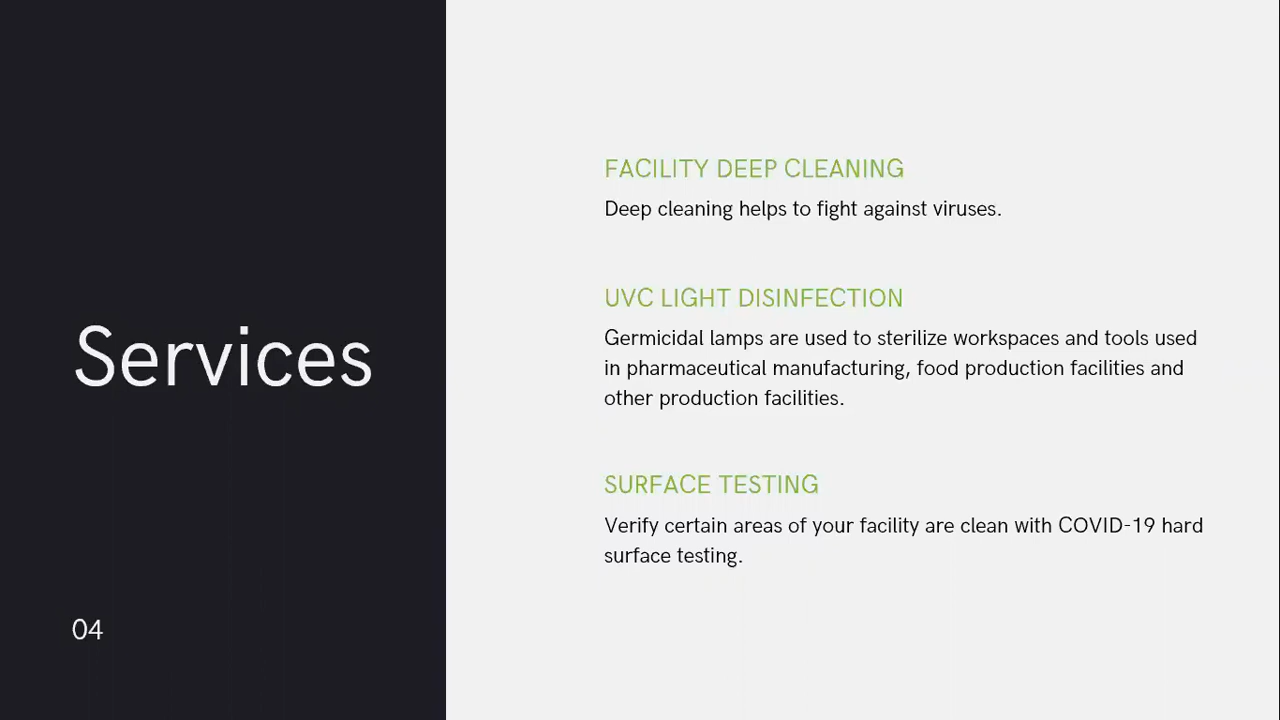 Services
04
FACILITY DEEP CLEANING
Deep cleaning helps to fight against viruses.
UVC LIGHT DISINFECTION
Germicidal lamps are used to sterilize workspaces and tools used
in pharmaceutical manufacturing, food production facilities and
other production facilities.
SURFACE TESTING
Verify certain areas of your facility are clean with COVID-19 hard
surface testing.